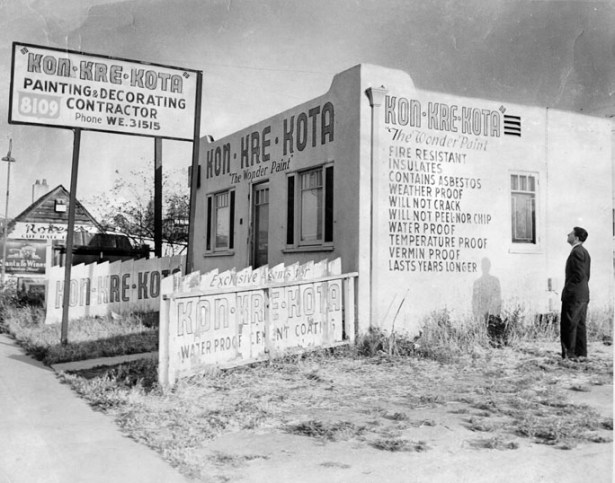 "KON-KRE-KOTA"
PAINTING & DECORATING
CONTRACTOR
8109
Phone WE.31515
KON-KRE-KOTA
"The Wonder Paint"
KON-KRE-KOTA"
"The Wonder Paint"
FIRE RESISTANT
INSULATES
CONTAINS ASBESTOS
WEATHER PROOF
WILL NOT CRACK
WILL NOT PEEL-NOR CHIP
WATER PROOF
TEMPERATURE PROOF
VERMIN PROOF
LASTS YEARS LONGER
KON-KRE-KOTA
Exclusive Agents for
KON-KRE-KOTA
WATER PROOF CEMENT COATING